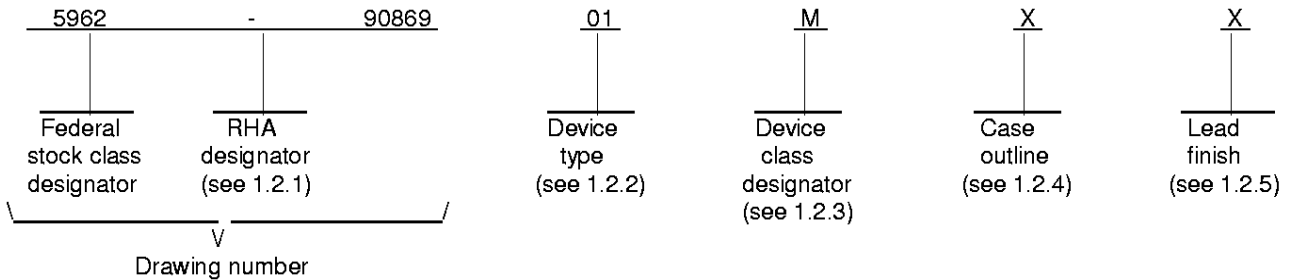 5962 - 90869 01 M X X
Federal RHA Device Device Case Lead
stock class designator type class outline finish
designator (see 1.2.1) (see 1.2.2) designator (see 1.2.4) (see 1.2.5)
(see 1.2.3)
\ / 
V
Drawing number